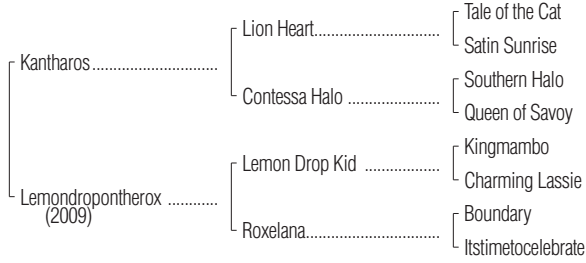 Tale of the Cat
Lion Heart..................................
Satin Sunrise
Kantharos.............................
Southern Halo
Contessa Halo ........................
Queen of Savoy
Kingmambo
Lemon Drop Kid ...................
Charming Lassie
Lemondropontherox ............
(2009)
Boundary
Roxelana..................................
Itstimetocelebrate